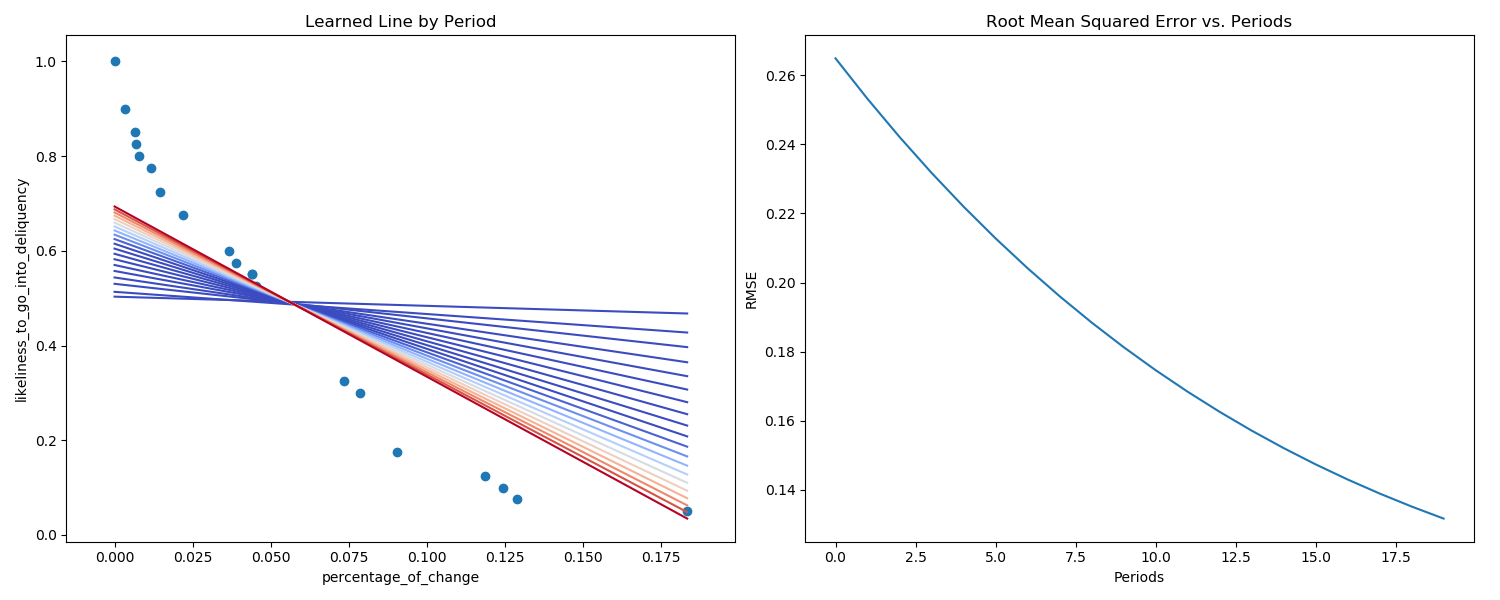 Learned Line by Period
1.0
0.8
0.6
0.4
0.2
0.0
likeliness_to_go_into_deliquency
0.000 0.025 0.050 0.075 0.100 0.125 0.150 0.175
percentage_of_change
Root Mean Squared Error vs. Periods
0.26
0.24
0.22
0.20
0.18
0.16
0.14
RMSE
0.0 2.5 5.0 7.5 10.0 12.5 15.0 17.5
Periods